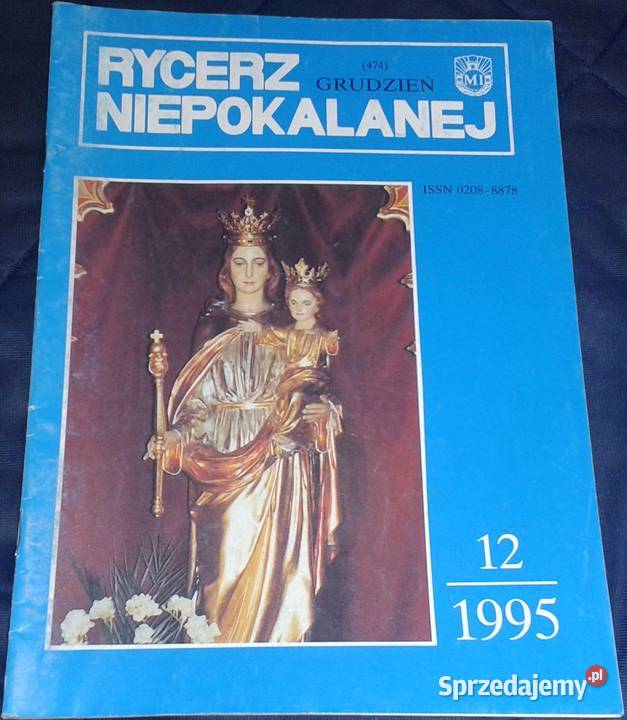 RYCERZ
(474)
GRUDZIEŃ
MI
NIEPOKALANEJ
ISSN 0208-8878
12
1995
Sprzedajemy.pl